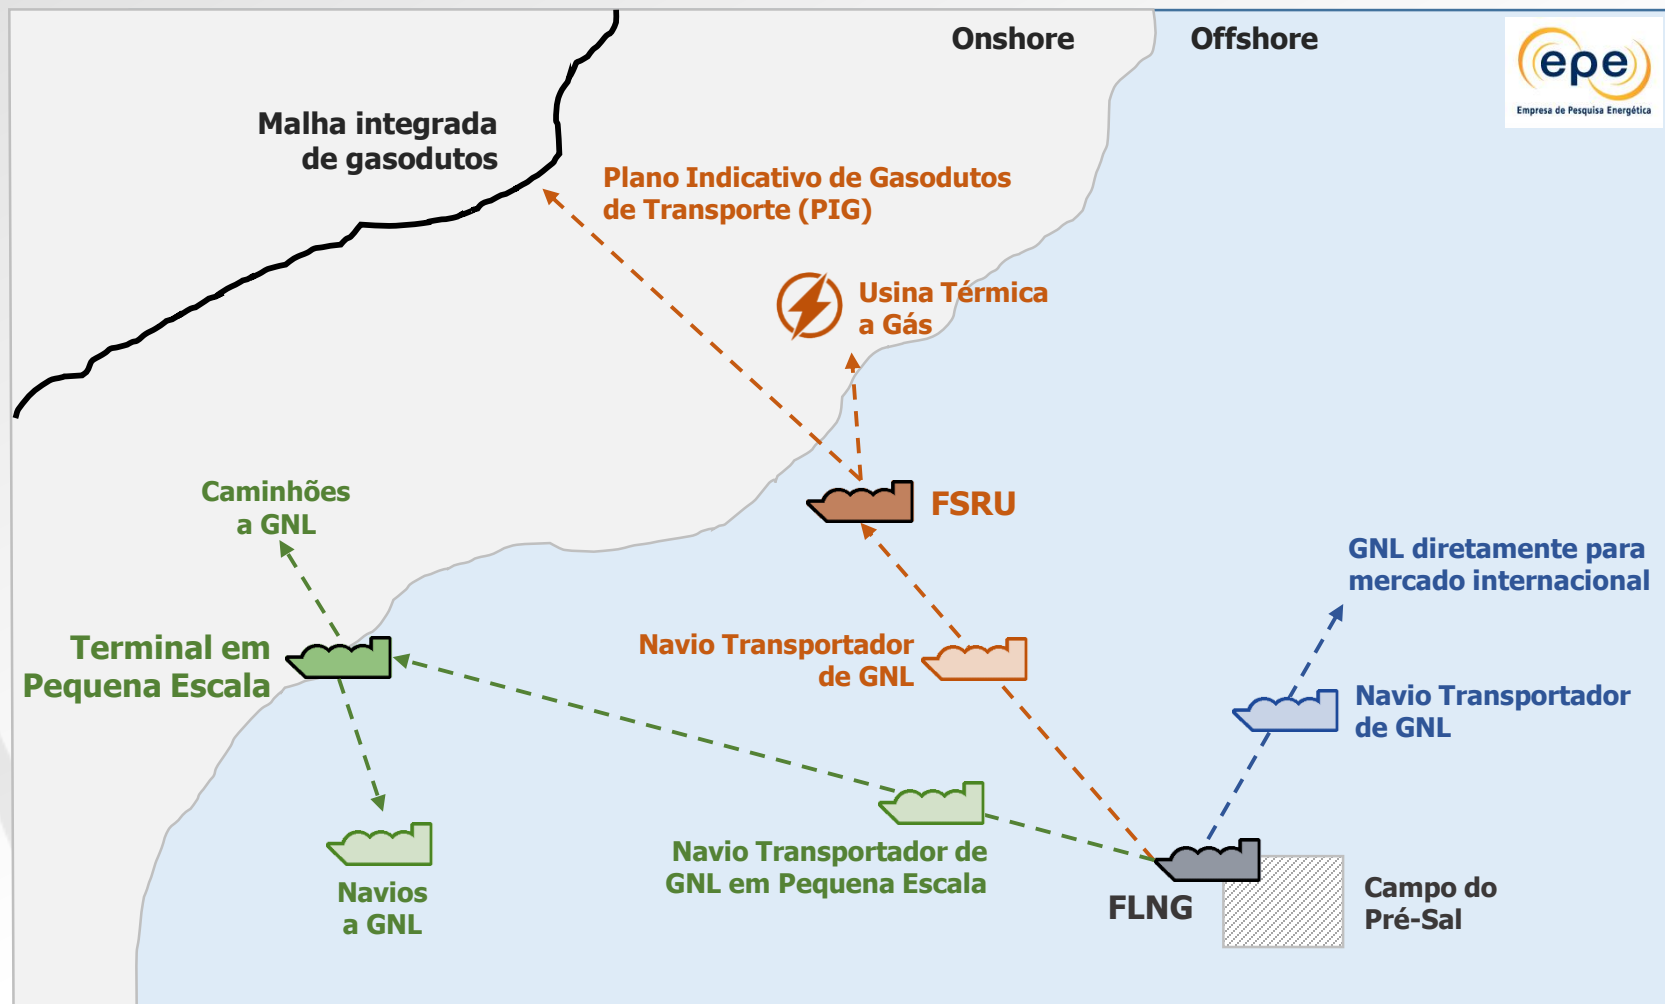 Onshore
Offshore
epe
Empresa de Pesquisa Energética
Malha integrada
de gasodutos
Plano Indicativo de Gasodutos
de Transporte (PIG)
Usina Térmica
a Gás
Caminhões
a GNL
FSRU
GNL diretamente para
mercado internacional
Terminal em
Pequena Escala
Navio Transportador
de GNL
Navio Transportador
de GNL
Navio Transportador de
GNL em Pequena Escala
Navios
a GNL
FLNG
Campo do
Pré-Sal